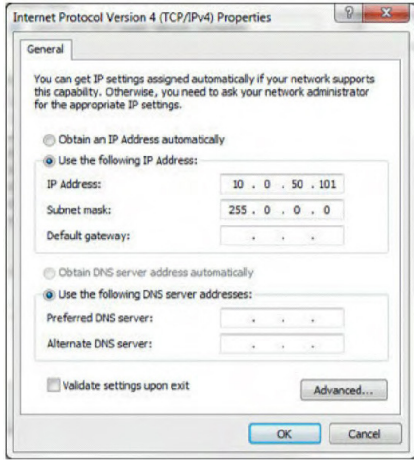 Internet Protocol Version 4 (TCP/IPv4) Properties
General
You can get IP settings assigned automatically if your network supports
this capability. Otherwise, you need to ask your network administrator
for the appropriate IP settings.
Obtain an IP Address automatically
Use the following IP Address:
IP Address: 10 . 0 . 50 . 101
Subnet mask: 255 . 0 . 0 . 0
Default gateway: . . .
Obtain DNS server address automatically
Use the following DNS server addresses:
Preferred DNS server: . . .
Alternate DNS server: . . .
Validate settings upon exit
Advanced...
OK Cancel